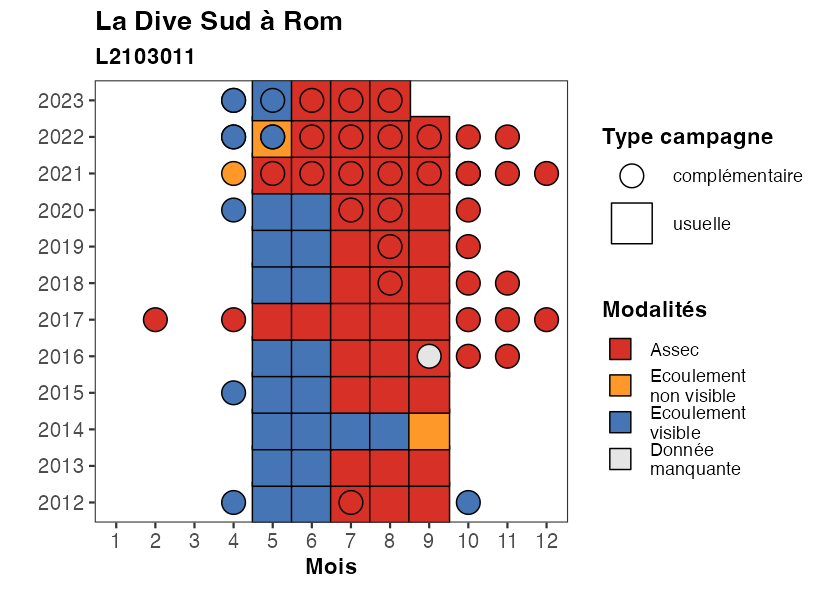 La Dive Sud à Rom
L2103011
2023
2022
2021
2020
2019
2018
2017
2016
2015
2014
2013
2012
1 2 3 4 5 6 7 8 9 10 11 12
Mois
Type campagne
complémentaire
usuelle
Modalités
Assec
Ecoulement
non visible
Ecoulement
visible
Donnée
manquante